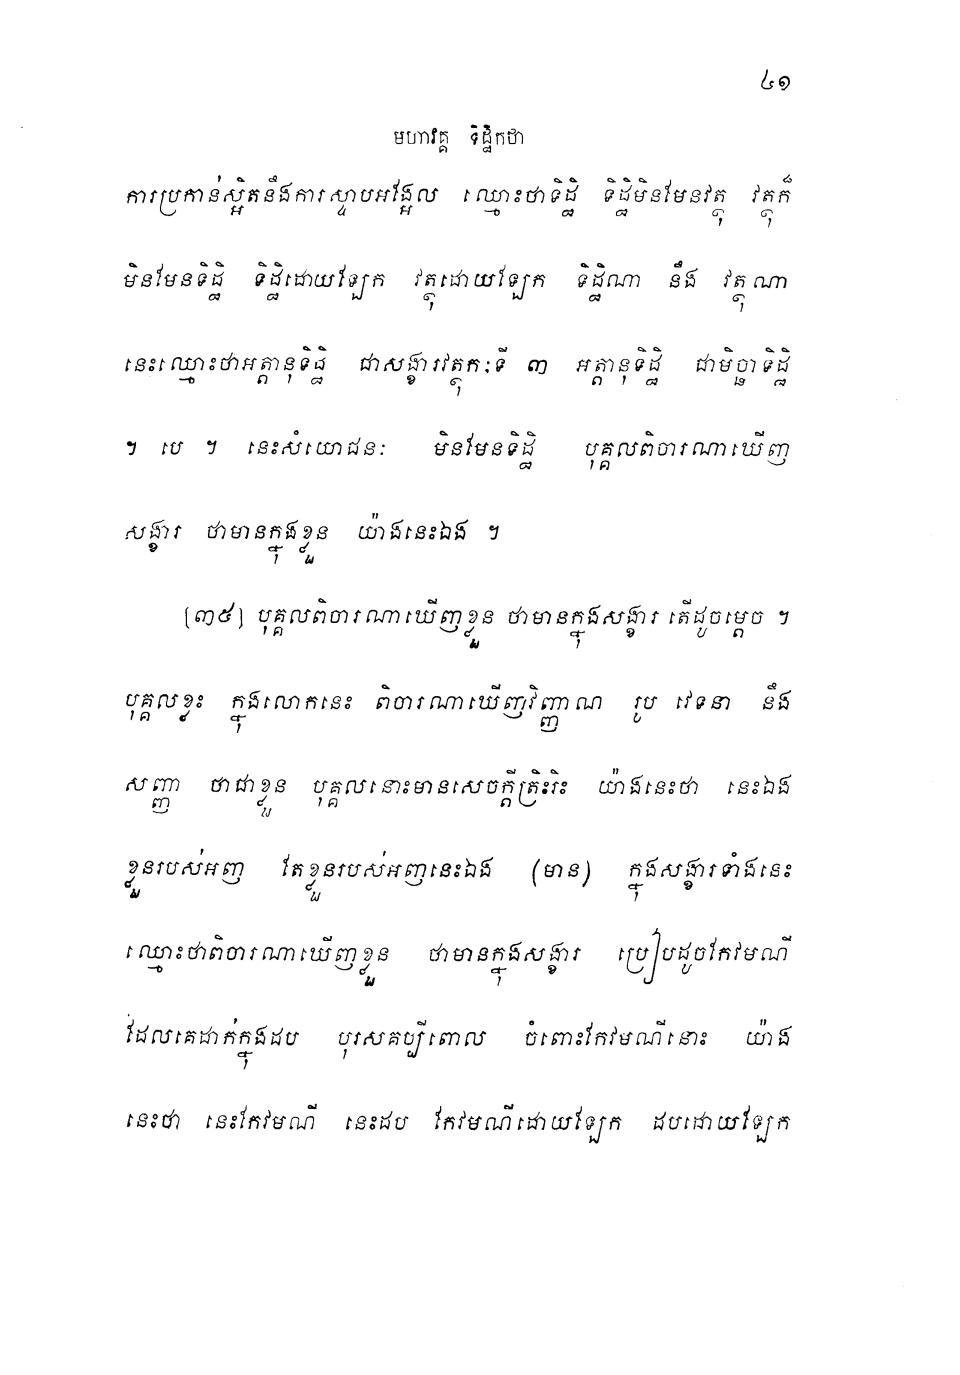 ៤១
មហាវគ្គ ទិដ្ឋិកថា
ការប្រកាន់ស្អិតនឹងការស្ទាបអង្អែល ឈ្មោះថាទិដ្ឋិ ទិដ្ឋិមិនមែនវត្ថុ វត្ថុក៏
មិនមែនទិដ្ឋិ ទិដ្ឋិដោយឡែក វត្ថុដោយឡែក ទិដ្ឋិណា នឹង វត្ថុណា
នេះឈ្មោះថាអត្តានុទិដ្ឋិ ជាសង្ខារវត្ថុកៈទី ៣ អត្តានុទិដ្ឋិ ជាមិច្ឆាទិដ្ឋិ
។ បេ ។ នេះសំយោជនៈ មិនមែនទិដ្ឋិ បុគ្គលពិចារណាឃើញ
សង្ខារ ថាមានក្នុងខ្លួន យ៉ាងនេះឯង ។
(៣៥) បុគ្គលពិចារណាឃើញខ្លួន ថាមានក្នុងសង្ខារ តើដូចម្តេច ។
បុគ្គលខ្លះ ក្នុងលោកនេះ ពិចារណាឃើញវិញ្ញាណ រូប វេទនា នឹង
សញ្ញា ថាជាខ្លួន បុគ្គលនោះមានសេចក្តីត្រិះរិះ យ៉ាងនេះថា នេះឯង
ខ្លួនរបស់អញ តែខ្លួនរបស់អញនេះឯង (មាន) ក្នុងសង្ខារទាំងនេះ
ឈ្មោះថាពិចារណាឃើញខ្លួន ថាមានក្នុងសង្ខារ ប្រៀបដូចកែវមណី
ដែលគេដាក់ក្នុងដប បុរសគប្បីពោល ចំពោះកែវមណីនោះ យ៉ាង
នេះថា នេះកែវមណី នេះដប កែវមណីដោយឡែក ដបដោយឡែក